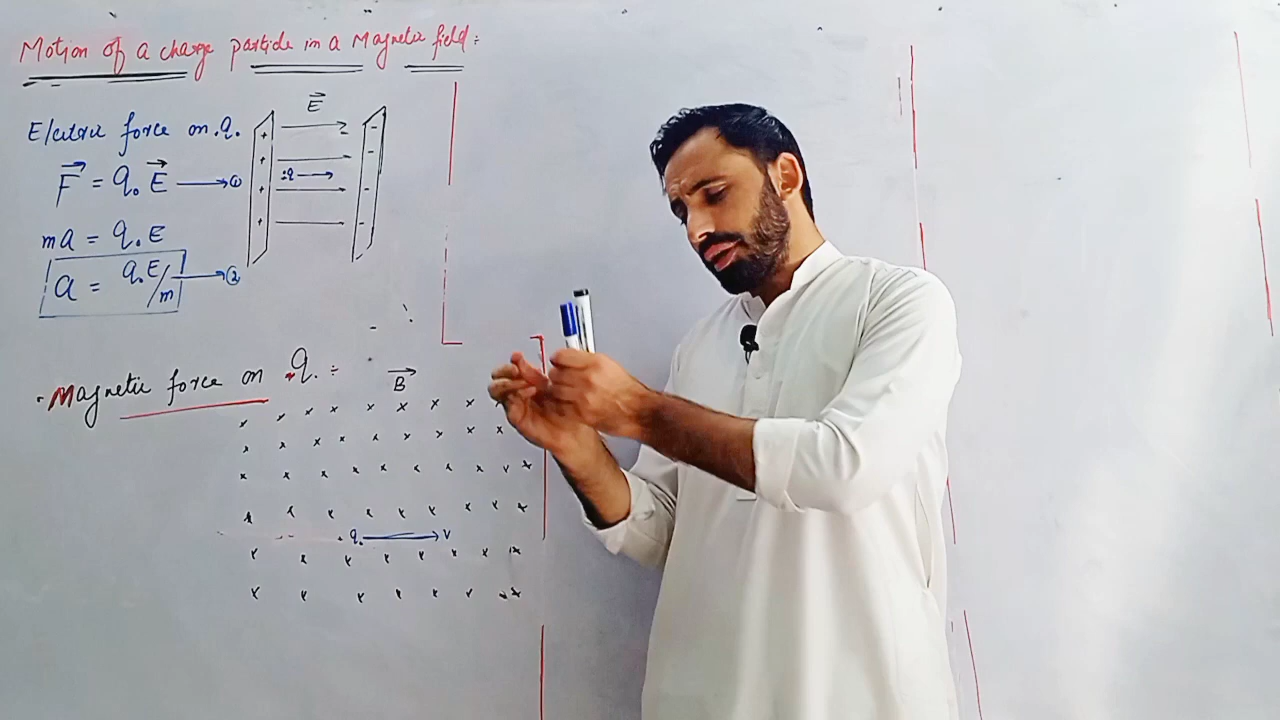 Motion of a charge particle in a Magnetic field:
Electric force on q.
F = q. E → ①
ma = q. E
a = q. E/m → ②
E
+ -
+ -
+ q → -
+ -
Magnetic force on q. :
B
x x x x x x x x
x x x x x x x x
x x x x x x x x x
x x x x x x x x
q. → v
x x x x x x x x
x x x x x x x